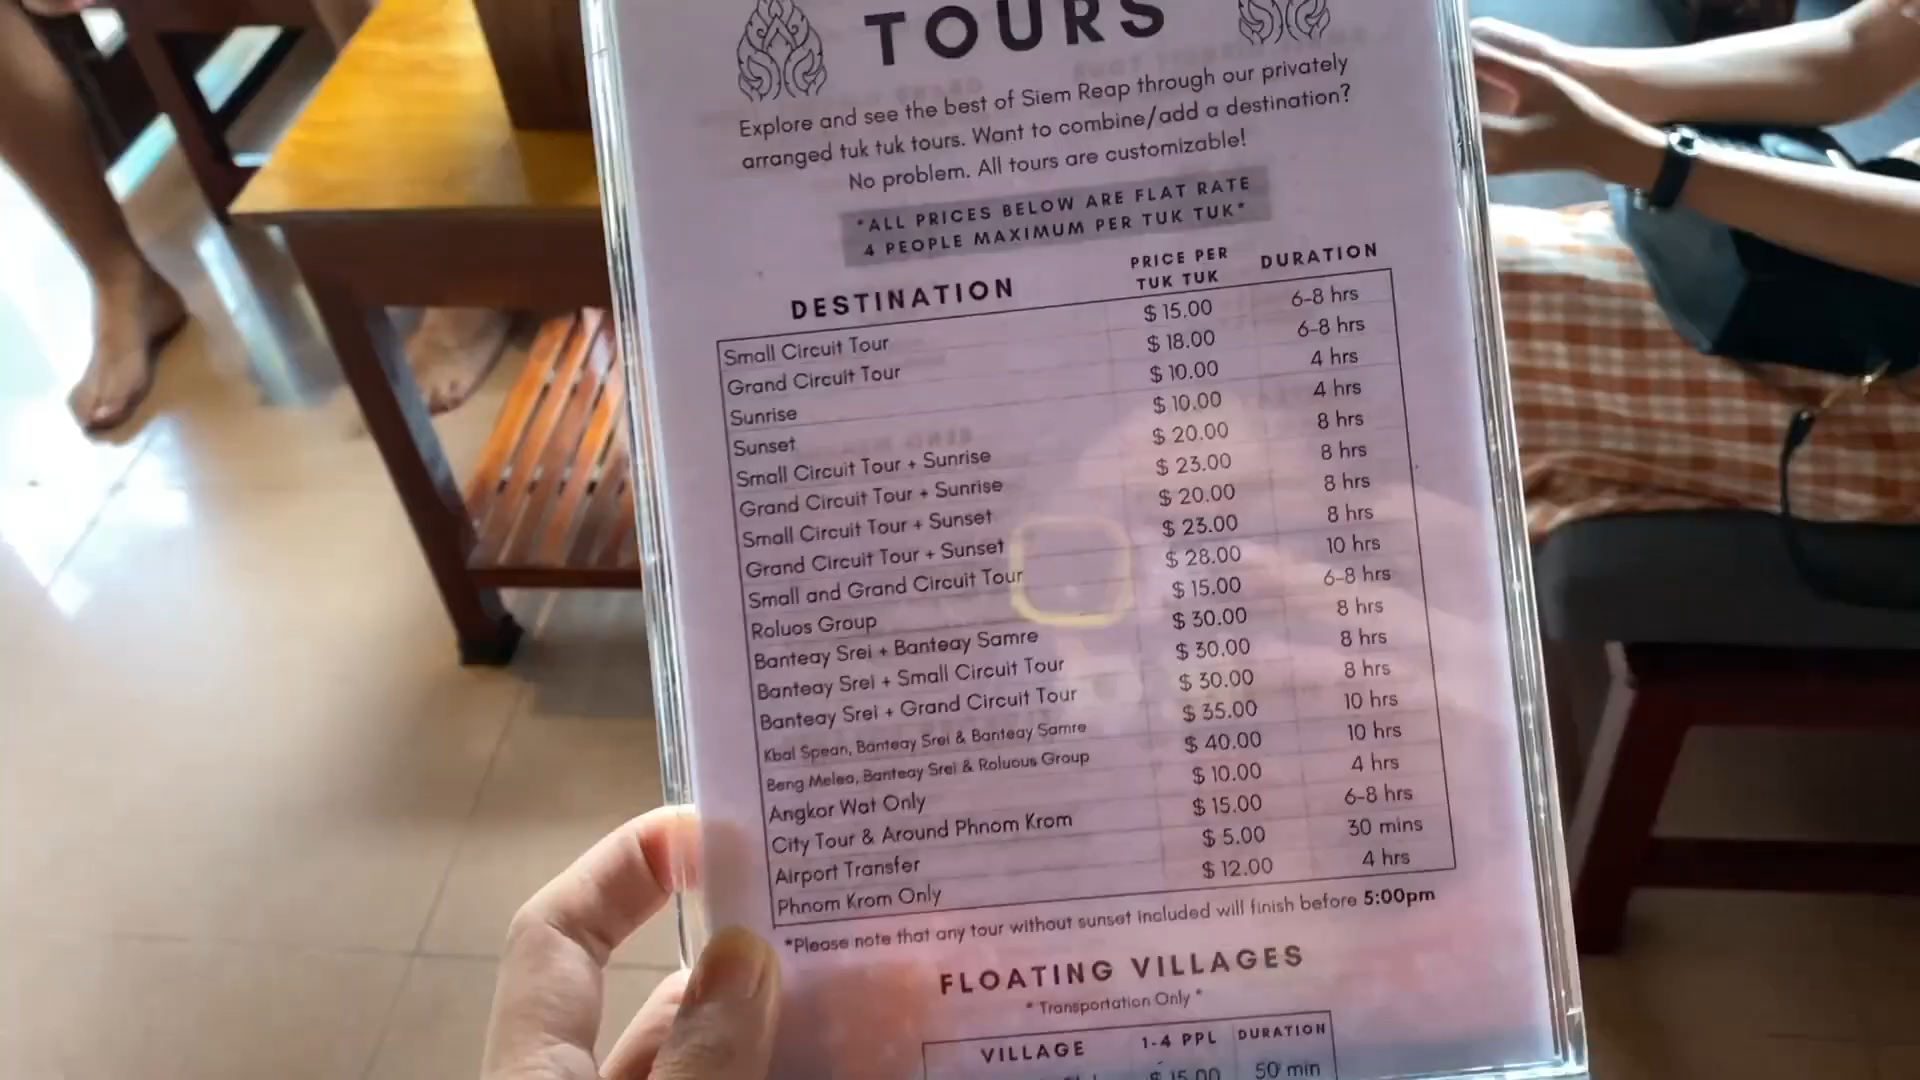 TOURS
Explore and see the best of Siem Reap through our privately
arranged tuk tuk tours. Want to combine/add a destination?
No problem. All tours are customizable!
*ALL PRICES BELOW ARE FLAT RATE
4 PEOPLE MAXIMUM PER TUK TUK*
DESTINATION PRICE PER TUK TUK DURATION
Small Circuit Tour $ 15.00 6-8 hrs
Grand Circuit Tour $ 18.00 6-8 hrs
Sunrise $ 10.00 4 hrs
Sunset $ 10.00 4 hrs
Small Circuit Tour + Sunrise $ 20.00 8 hrs
Grand Circuit Tour + Sunrise $ 23.00 8 hrs
Small Circuit Tour + Sunset $ 20.00 8 hrs
Grand Circuit Tour + Sunset $ 23.00 8 hrs
Small and Grand Circuit Tour $ 28.00 10 hrs
Roluos Group $ 15.00 6-8 hrs
Banteay Srei + Banteay Samre $ 30.00 8 hrs
Banteay Srei + Small Circuit Tour $ 30.00 8 hrs
Banteay Srei + Grand Circuit Tour $ 30.00 8 hrs
Kbal Spean, Banteay Srei & Banteay Samre $ 35.00 10 hrs
Beng Melea, Banteay Srei & Roluous Group $ 40.00 10 hrs
Angkor Wat Only $ 10.00 4 hrs
City Tour & Around Phnom Krom $ 15.00 6-8 hrs
Airport Transfer $ 5.00 30 mins
Phnom Krom Only $ 12.00 4 hrs
*Please note that any tour without sunset included will finish before 5:00pm
FLOATING VILLAGES
* Transportation Only *
VILLAGE 1-4 PPL DURATION
$ 15.00 50 min